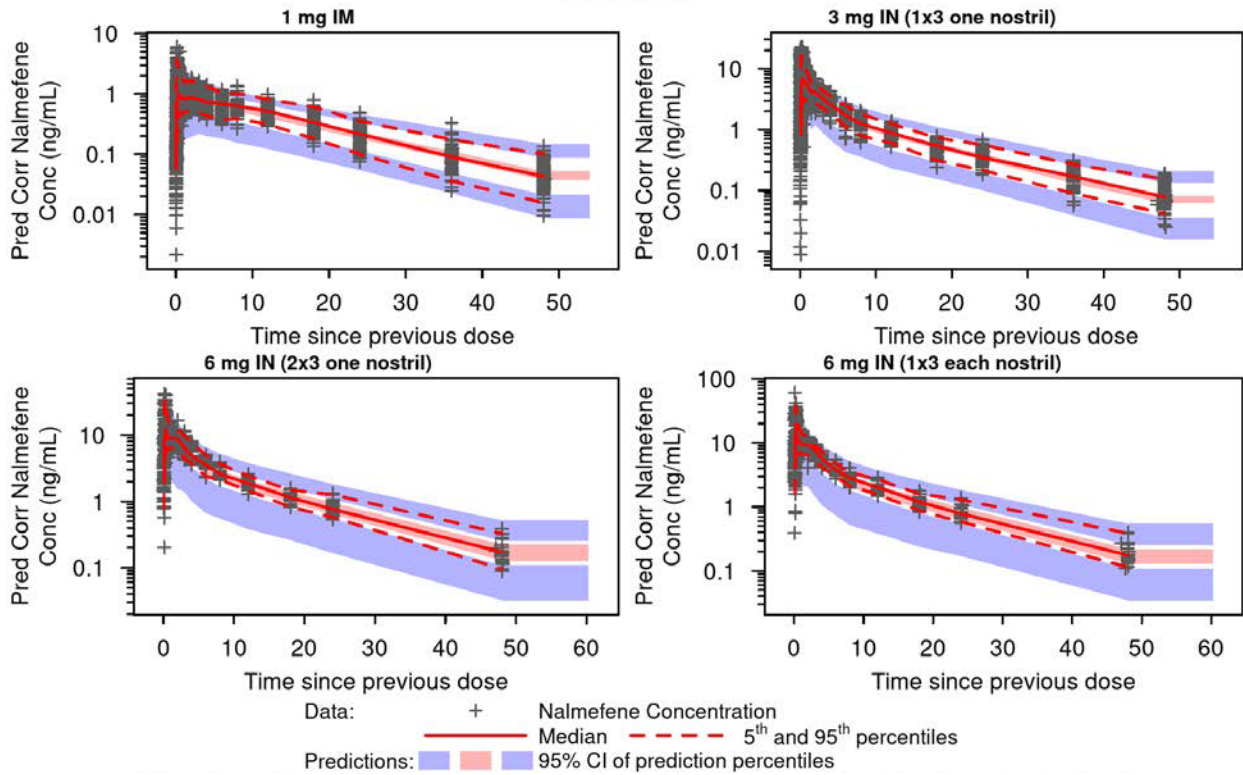 1 mg IM
10
1
0.1
0.01
Pred Corr Nalmefene
Conc (ng/mL)
0 10 20 30 40 50
Time since previous dose
3 mg IN (1x3 one nostril)
10
1
0.1
0.01
Pred Corr Nalmefene
Conc (ng/mL)
0 10 20 30 40 50
Time since previous dose
6 mg IN (2x3 one nostril)
10
1
0.1
Pred Corr Nalmefene
Conc (ng/mL)
0 10 20 30 40 50 60
Time since previous dose
6 mg IN (1x3 each nostril)
100
10
1
0.1
Pred Corr Nalmefene
Conc (ng/mL)
0 10 20 30 40 50 60
Time since previous dose
Data: Nalmefene Concentration
Median 5th and 95th percentiles
Predictions: 95% CI of prediction percentiles